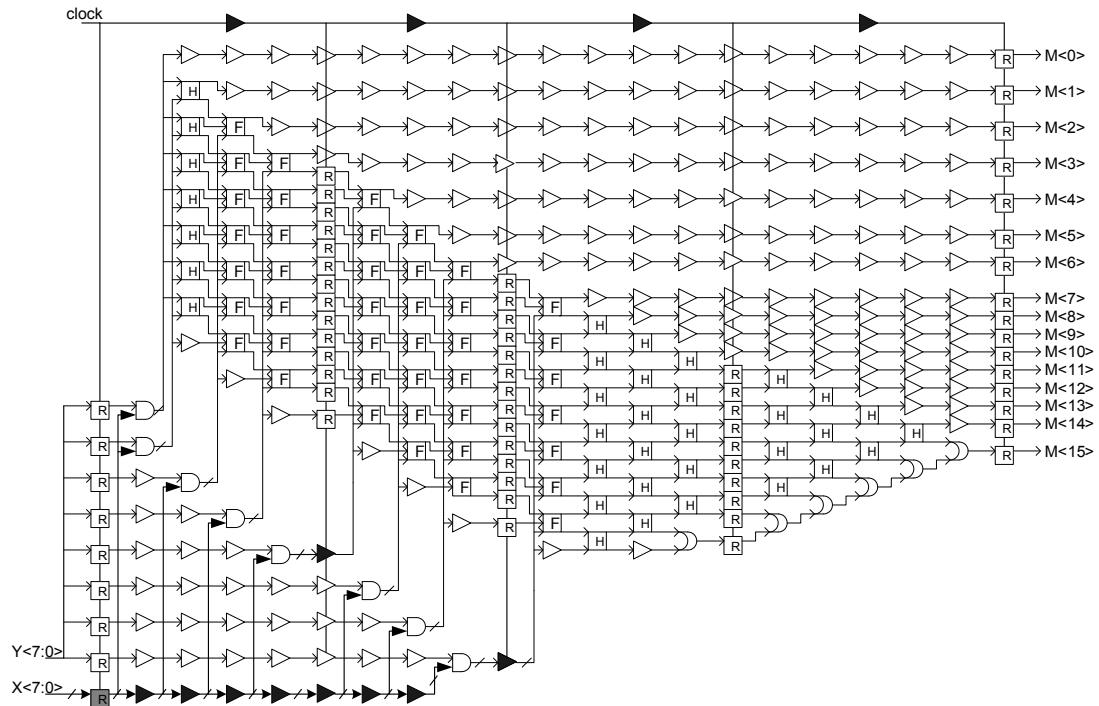 clock
R M<0>
H R M<1>
H F R M<2>
H F F R M<3>
R
H F F R F R M<4>
R
H F F R F F R M<5>
R
H F F R F F F R M<6>
R R
H F F R F F F R F R M<7>
R R H R M<8>
F F R F F F R F H R M<9>
R R H H R M<10>
F R F F F R F H R H R M<11>
R R H H R H R M<12>
R R F F F R F H R H H R M<13>
R H H R H H R M<14>
R F F R F H R H H R M<15>
R H H R H
R F R F H R H
R H H R
R R F H R
H R
R
R
R
Y<7:0> R
X<7:0> R